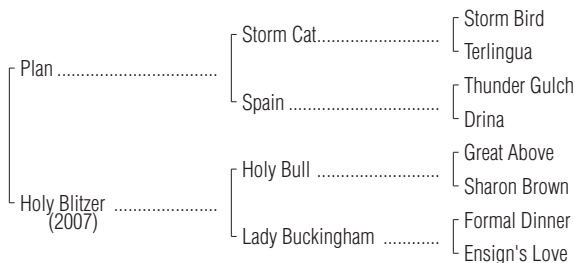 Storm Bird
Storm Cat
Terlingua
Plan
Thunder Gulch
Spain
Drina
Great Above
Holy Bull
Sharon Brown
Holy Blitzer
(2007)
Formal Dinner
Lady Buckingham
Ensign's Love